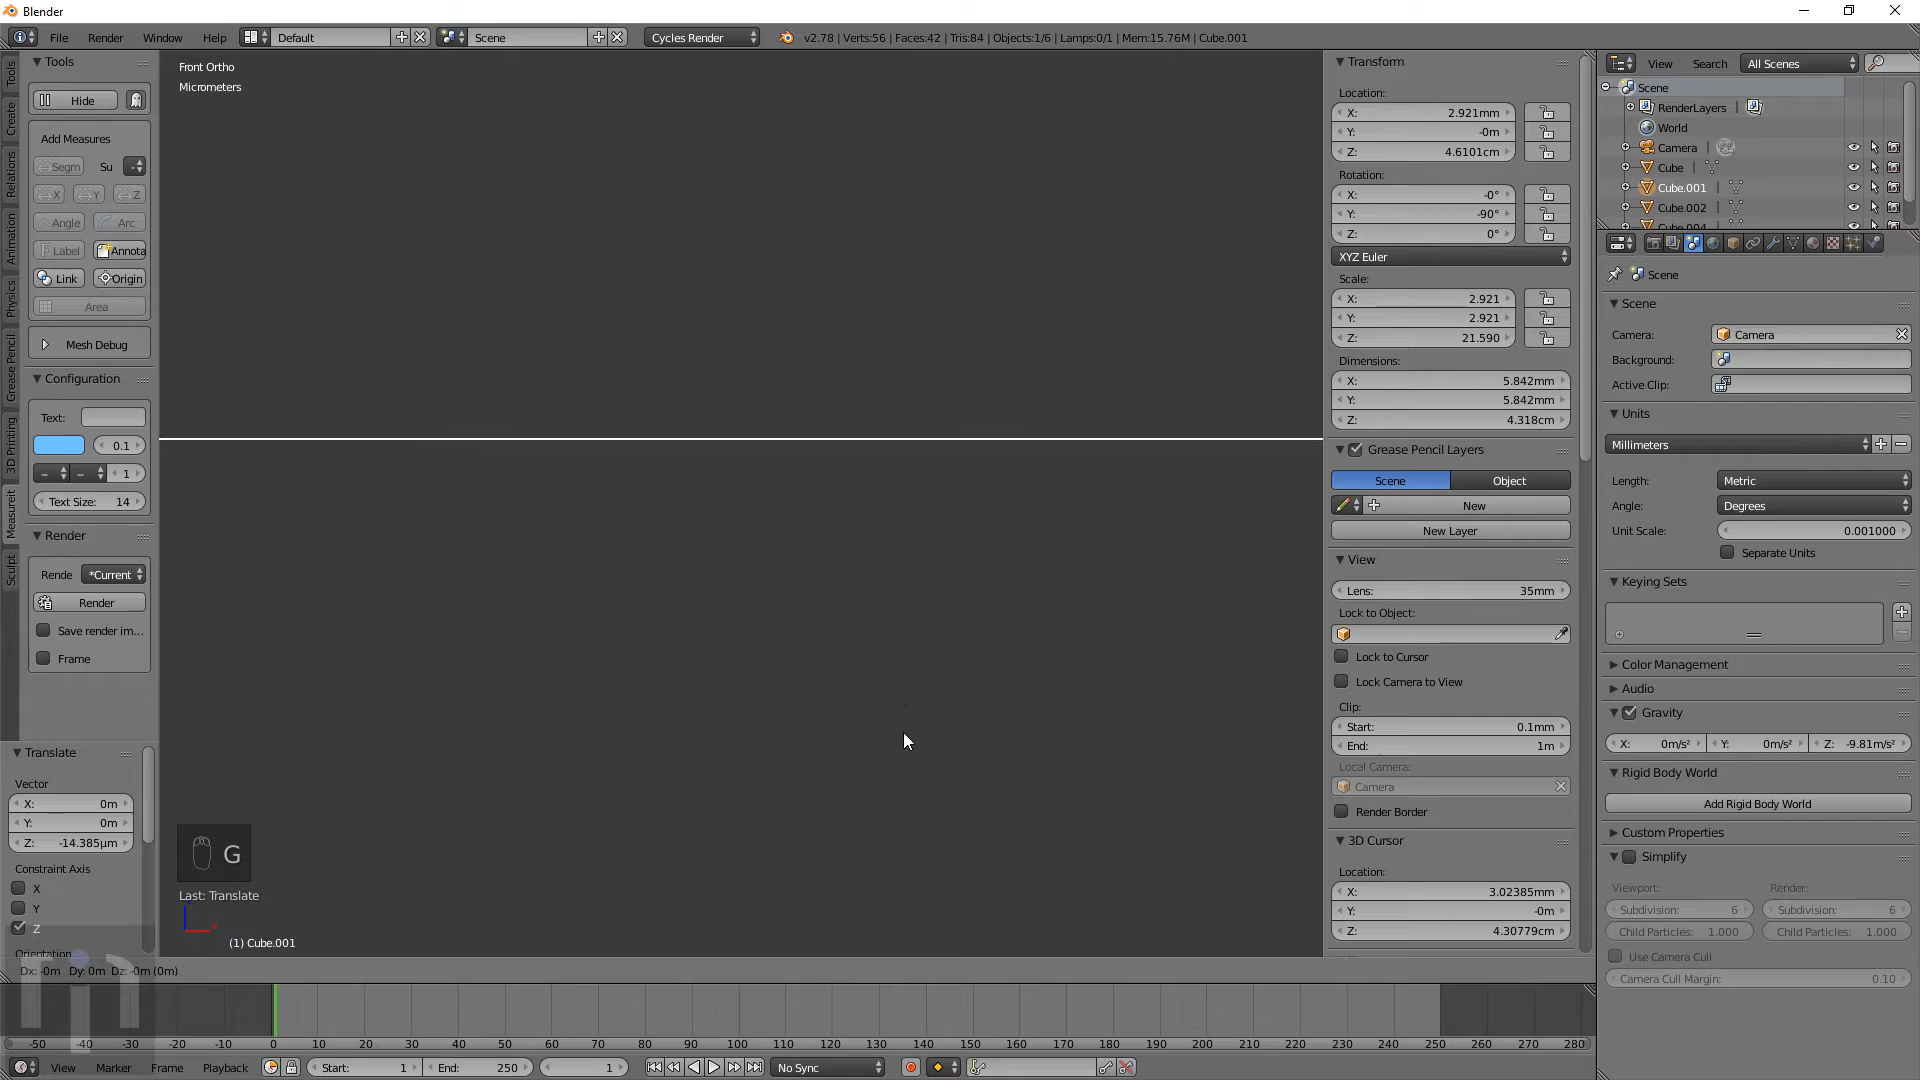 Blender
File Render Window Help Default Scene Cycles Render v2.78 | Verts:56 | Faces:42 | Tris:84 | Objects:1/6 | Lamps:0/1 | Mem:15.76M | Cube.001
Tools
Hide
Add Measures
Segm Su
X Y Z
Angle Arc
Label Annota
Link Origin
Area
Mesh Debug
Configuration
Text:
0.1
1
Text Size: 14
Render
Rende *Current
Render
Save render im...
Frame
Tools
Create
Relations
Animation
Physics
Grease Pencil
3D Printing
Measureit
Sculpt
Translate
Vector
X: 0m
Y: 0m
Z: -14.385µm
Constraint Axis
X
Y
Z
Orientation
Front Ortho
Micrometers
G
Last: Translate
(1) Cube.001
Dx: -0m Dy: 0m Dz: -0m (0m)
Transform
Location:
X: 2.921mm
Y: -0m
Z: 4.6101cm
Rotation:
X: -0°
Y: -90°
Z: 0°
XYZ Euler
Scale:
X: 2.921
Y: 2.921
Z: 21.590
Dimensions:
X: 5.842mm
Y: 5.842mm
Z: 4.318cm
Grease Pencil Layers
Scene Object
New
New Layer
View
Lens: 35mm
Lock to Object:
Lock to Cursor
Lock Camera to View
Clip:
Start: 0.1mm
End: 1m
Local Camera:
Camera
Render Border
3D Cursor
Location:
X: 3.02385mm
Y: -0m
Z: 4.30779cm
View Search All Scenes
Scene
RenderLayers |
World
Camera |
Cube |
Cube.001 |
Cube.002 |
Cube.004
Scene
Scene
Camera: Camera
Background:
Active Clip:
Units
Millimeters
Length: Metric
Angle: Degrees
Unit Scale: 0.001000
Separate Units
Keying Sets
Color Management
Audio
Gravity
X: 0m/s² Y: 0m/s² Z: -9.81m/s²
Rigid Body World
Add Rigid Body World
Custom Properties
Simplify
Viewport: Render:
Subdivision: 6 Subdivision: 6
Child Particles: 1.000 Child Particles: 1.000
Use Camera Cull
Camera Cull Margin: 0.10
-50 -40 -30 -20 -10 0 10 20 30 40 50 60 70 80 90 100 110 120 130 140 150 160 170 180 190 200 210 220 230 240 250 260 270 280
View Marker Frame Playback Start: 1 End: 250 1 No Sync